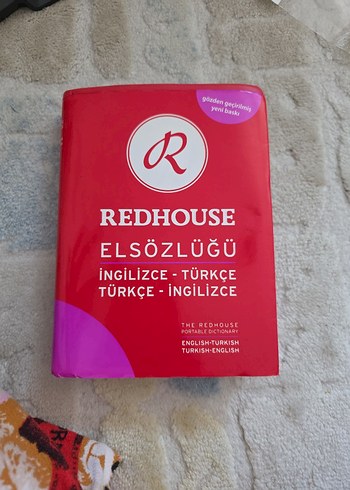 gözden geçirilmiş
yeni baskı
R
REDHOUSE
ELSÖZLÜĞÜ
İNGİLİZCE - TÜRKÇE
TÜRKÇE - İNGİLİZCE
THE REDHOUSE
PORTABLE DICTIONARY
ENGLISH-TURKISH
TURKISH-ENGLISH